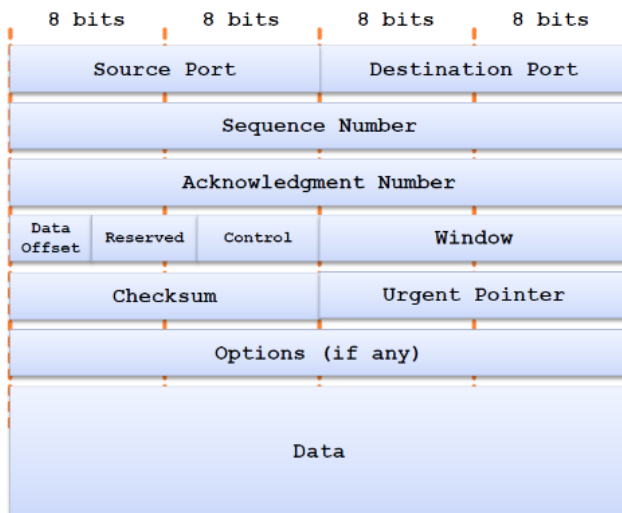 8 bits 8 bits 8 bits 8 bits
Source Port Destination Port
Sequence Number
Acknowledgment Number
Data
Offset Reserved Control Window
Checksum Urgent Pointer
Options (if any)
Data